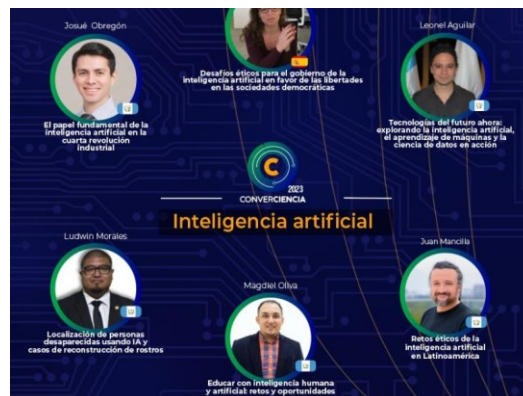 Josué Obregón
El papel fundamental de la
inteligencia artificial en la
cuarta revolución
industrial
Desafíos éticos para el gobierno de la
inteligencia artificial en favor de las libertades
en las sociedades democráticas
Leonel Aguilar
Tecnologías del futuro ahora:
explorando la inteligencia artificial,
el aprendizaje de máquinas y la
ciencia de datos en acción
C
2023
CONVERCIENCIA
Inteligencia artificial
Ludwin Morales
Localización de personas
desaparecidas usando IA y
casos de reconstrucción de rostros
Magdiel Oliva
Educar con inteligencia humana
y artificial: retos y oportunidades
Juan Mancilla
Retos éticos de la
inteligencia artificial
en Latinoamérica